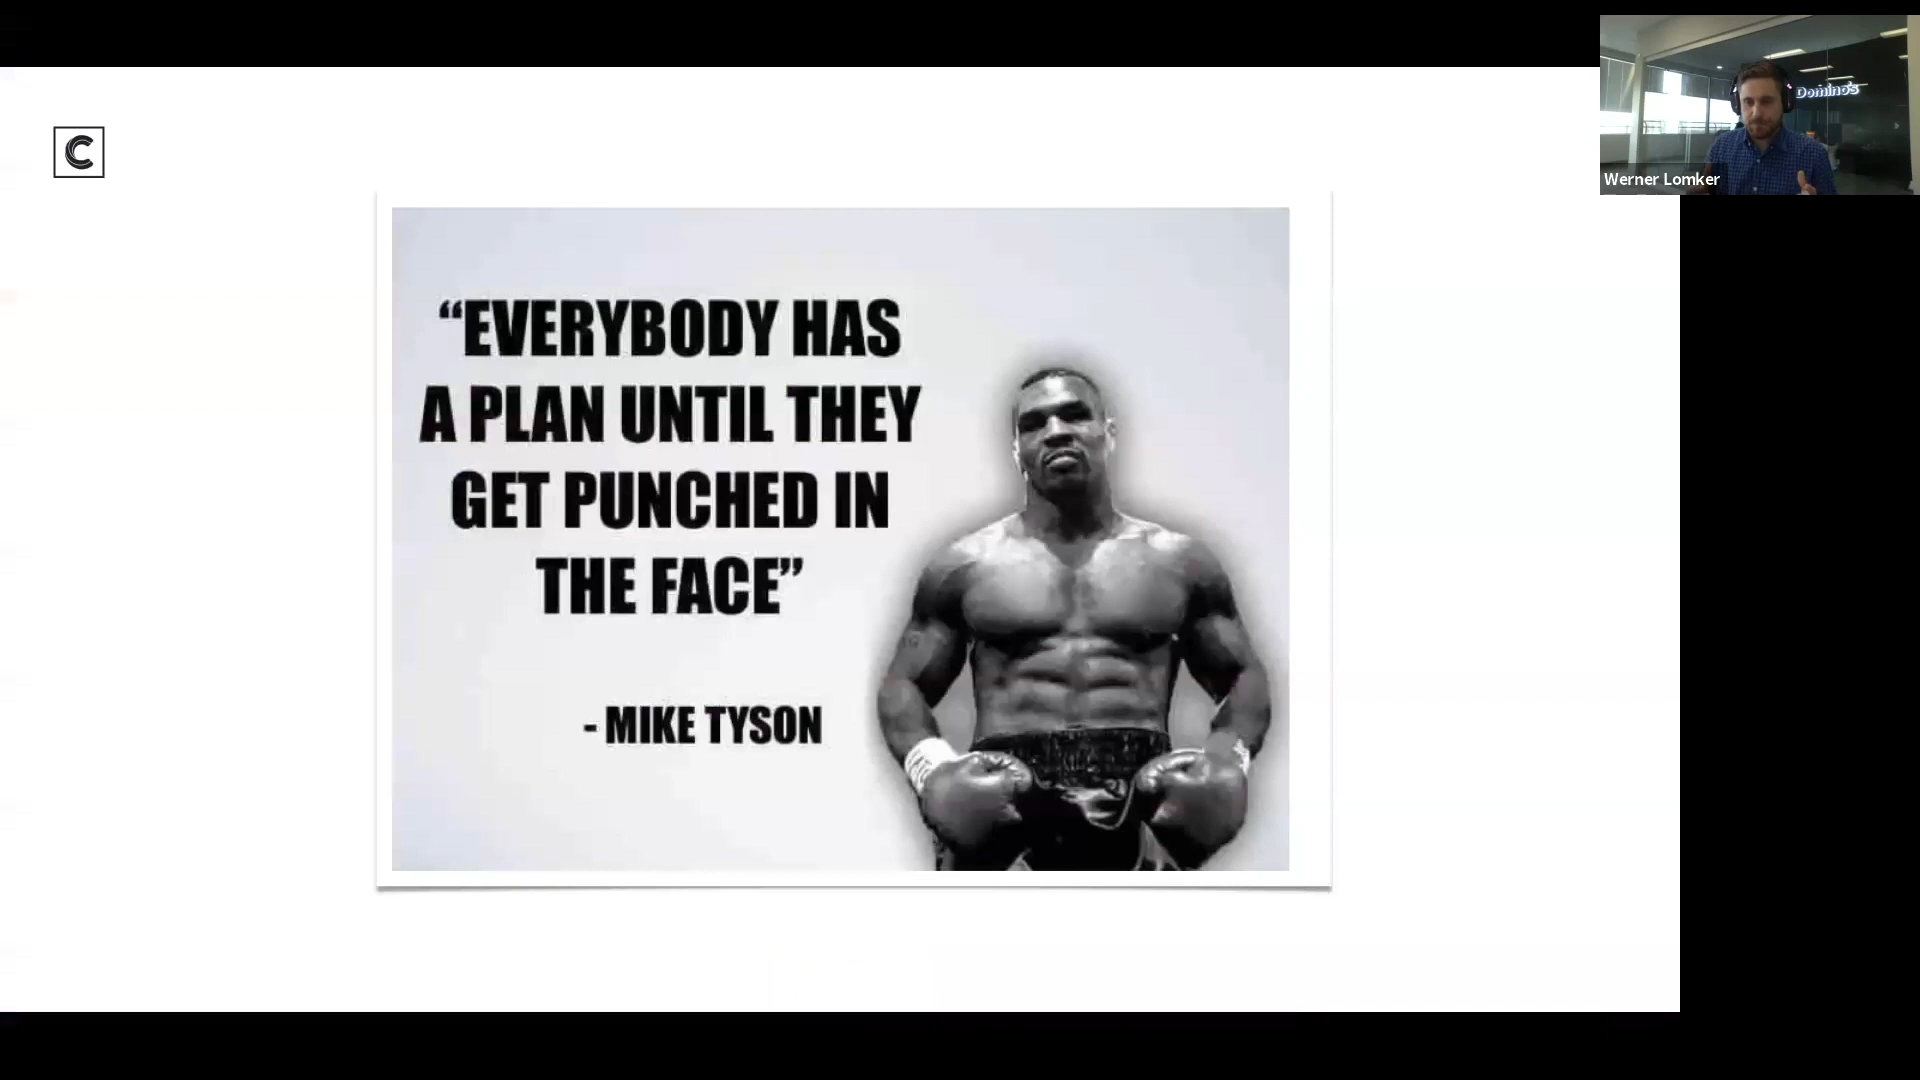 Domino's
Werner Lomker
C
“EVERYBODY HAS
A PLAN UNTIL THEY
GET PUNCHED IN
THE FACE”
- MIKE TYSON